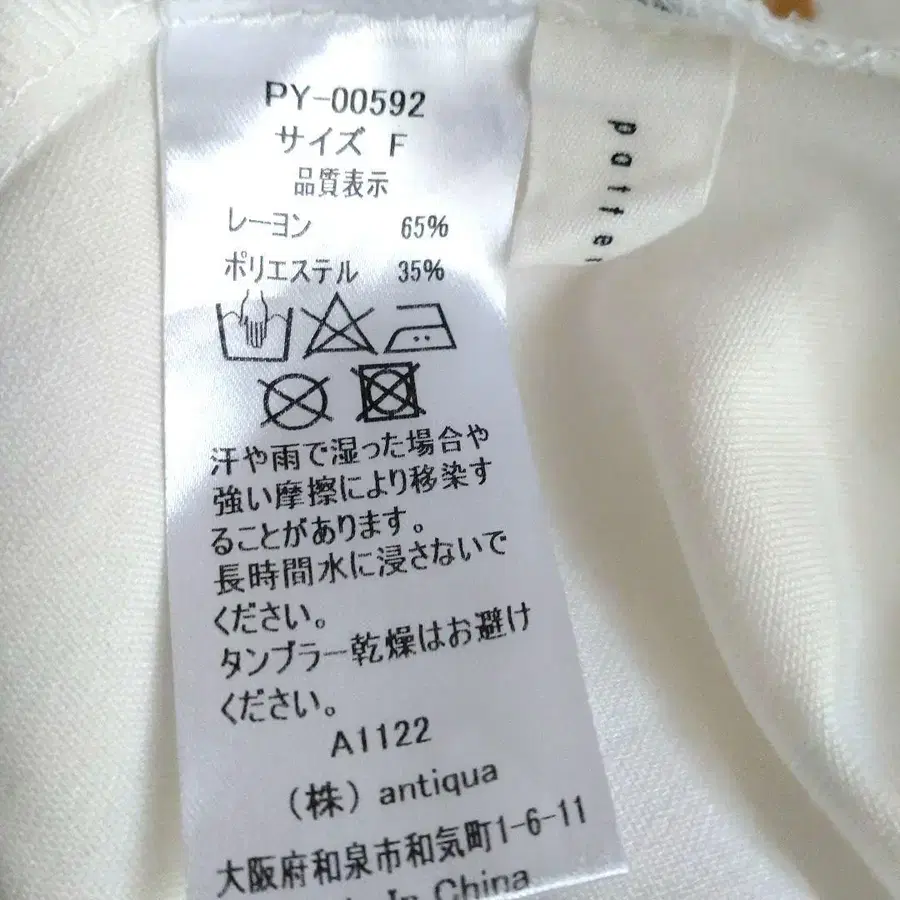 PY-00592
サイズ F
品質表示
レーヨン 65%
ポリエステル 35%
汗や雨で湿った場合や
強い摩擦により移染す
ることがあります。
長時間水に浸さないで
ください。
タンブラー乾燥はお避け
ください。
A1122
（株）antiqua
大阪府和泉市和気町1-6-11
In China